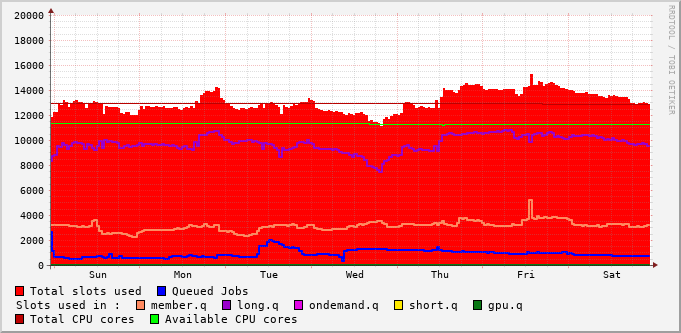 20000
18000
16000
14000
12000
10000
8000
6000
4000
2000
0
Sun Mon Tue Wed Thu Fri Sat
RRDTOOL / TOBI OETIKER
Total slots used Queued Jobs
Slots used in : member.q long.q ondemand.q short.q gpu.q
Total CPU cores Available CPU cores